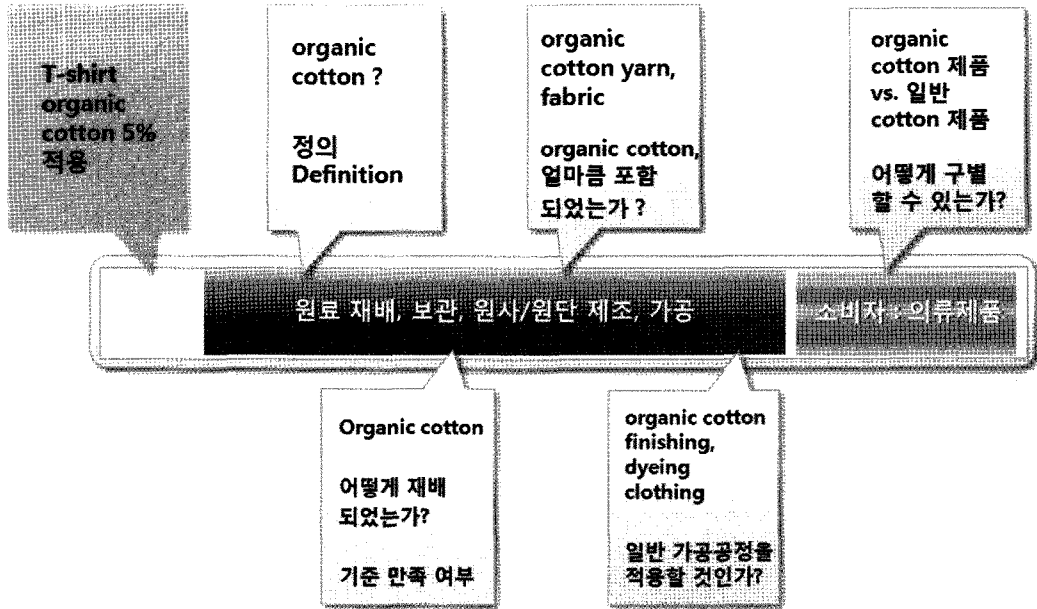 T-shirt
organic
cotton 5%
적용
organic
cotton ?
정의
Definition
organic
cotton yarn,
fabric
organic cotton,
얼마큼 포함
되었는가 ?
organic
cotton 제품
vs. 일반
cotton 제품
어떻게 구별
할 수 있는가?
원료 재배, 보관, 원사/원단 제조, 가공
소비자 : 의류제품
Organic cotton
어떻게 재배
되었는가?
기준 만족 여부
organic cotton
finishing,
dyeing
clothing
일반 가공공정을
적용할 것인가?